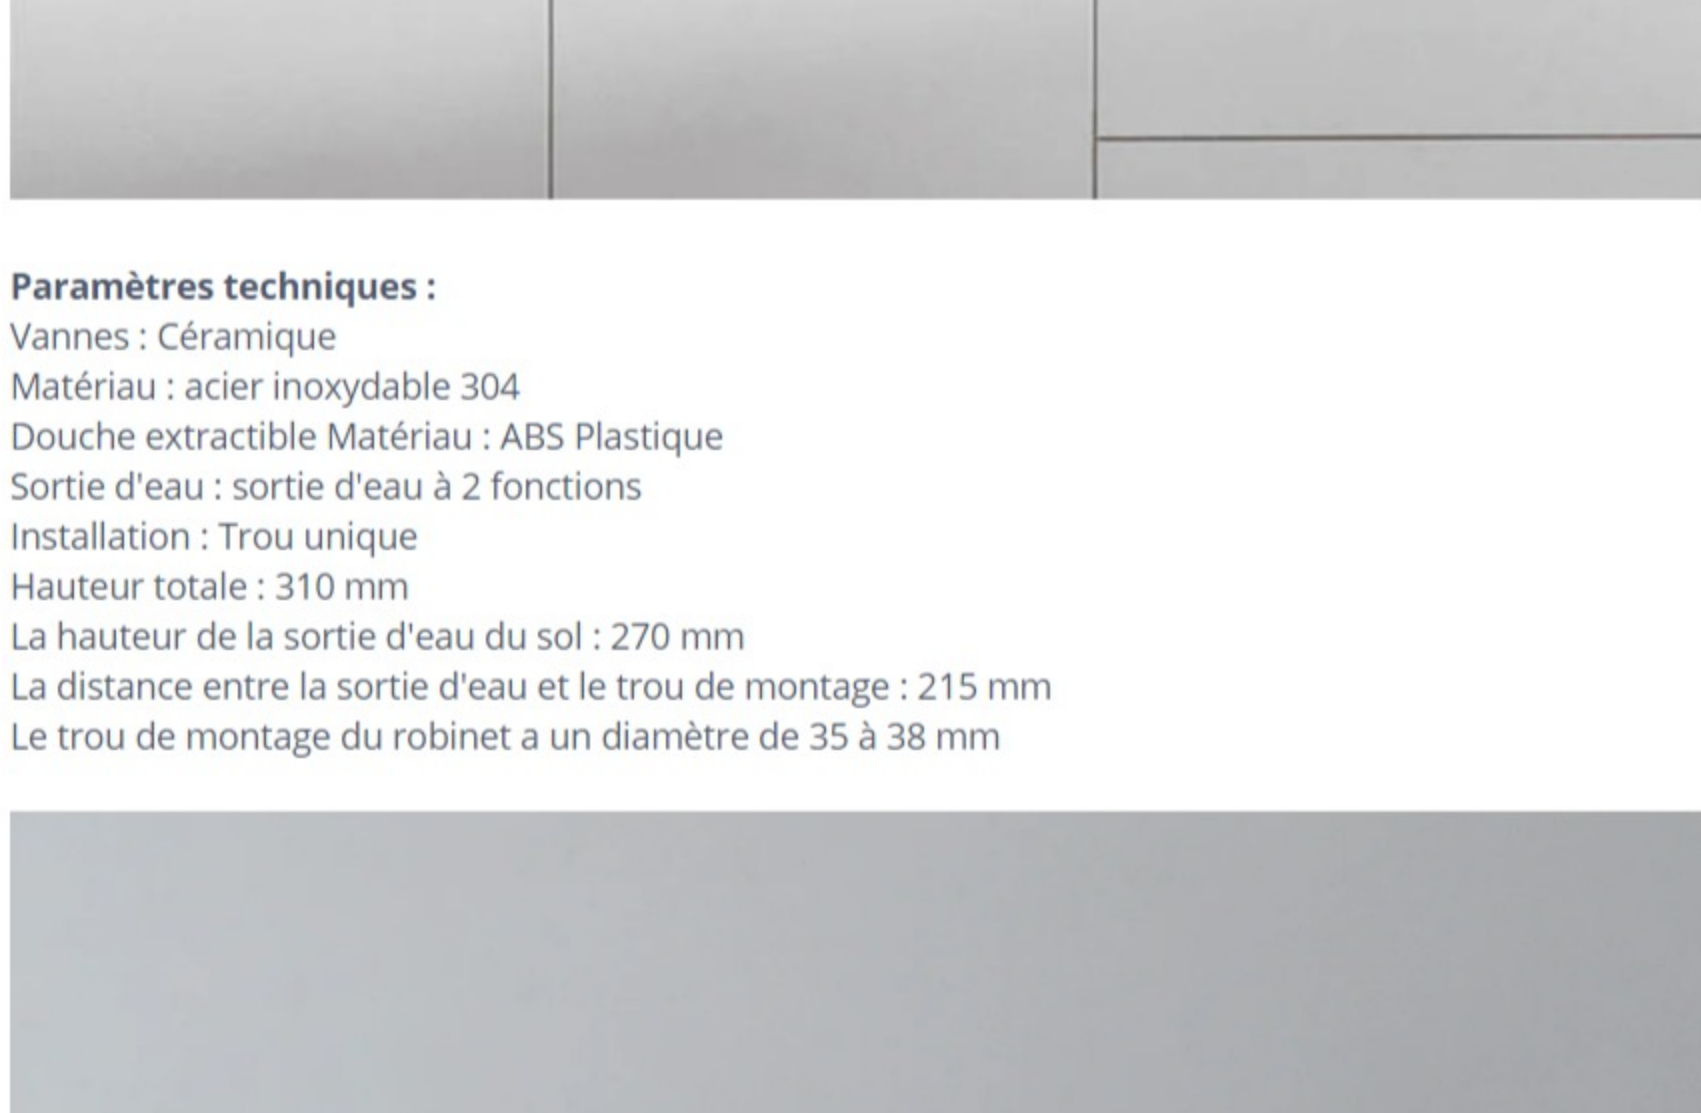 Paramètres techniques :
Vannes : Céramique
Matériau : acier inoxydable 304
Douche extractible Matériau : ABS Plastique
Sortie d'eau : sortie d'eau à 2 fonctions
Installation : Trou unique
Hauteur totale : 310 mm
La hauteur de la sortie d'eau du sol : 270 mm
La distance entre la sortie d'eau et le trou de montage : 215 mm
Le trou de montage du robinet a un diamètre de 35 à 38 mm